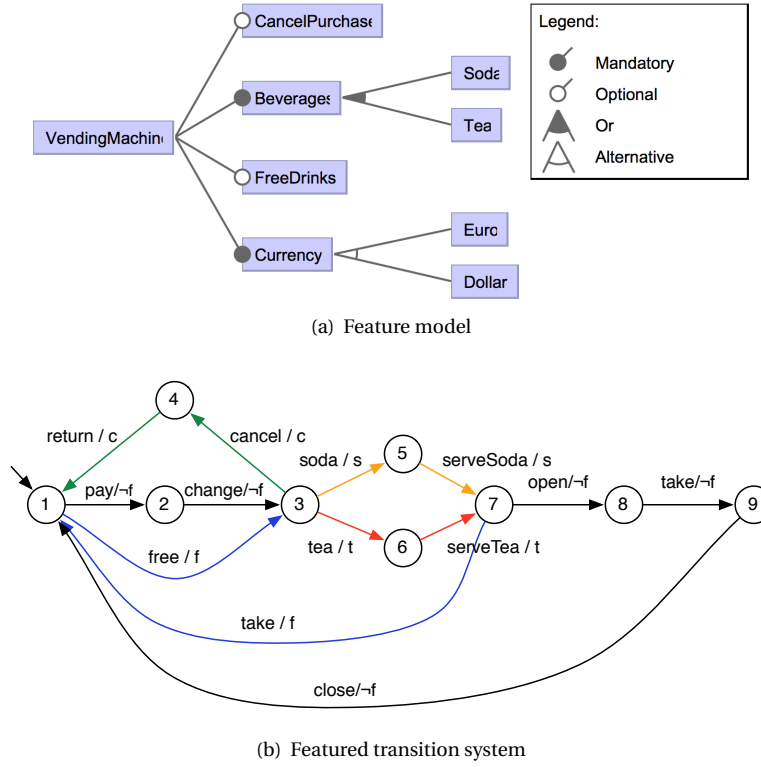 CancelPurchase
Beverages
Soda
Tea
VendingMachin
FreeDrinks
Currency
Euro
Dollar
Legend:
Mandatory
Optional
Or
Alternative
(a) Feature model
4
return / c
cancel / c
5
soda / s
serveSoda / s
1
pay/¬f
2
change/¬f
3
7
open/¬f
8
take/¬f
9
free / f
tea / t
6
serveTea / t
take / f
close/¬f
(b) Featured transition system